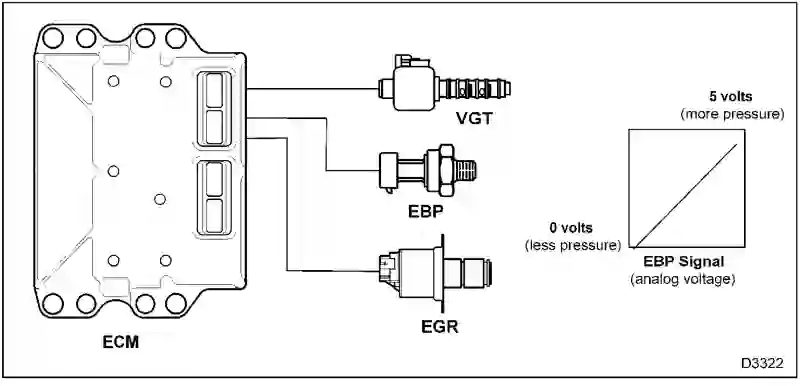 VGT
EBP
EGR
ECM
5 volts
(more pressure)
0 volts
(less pressure)
EBP Signal
(analog voltage)
D3322